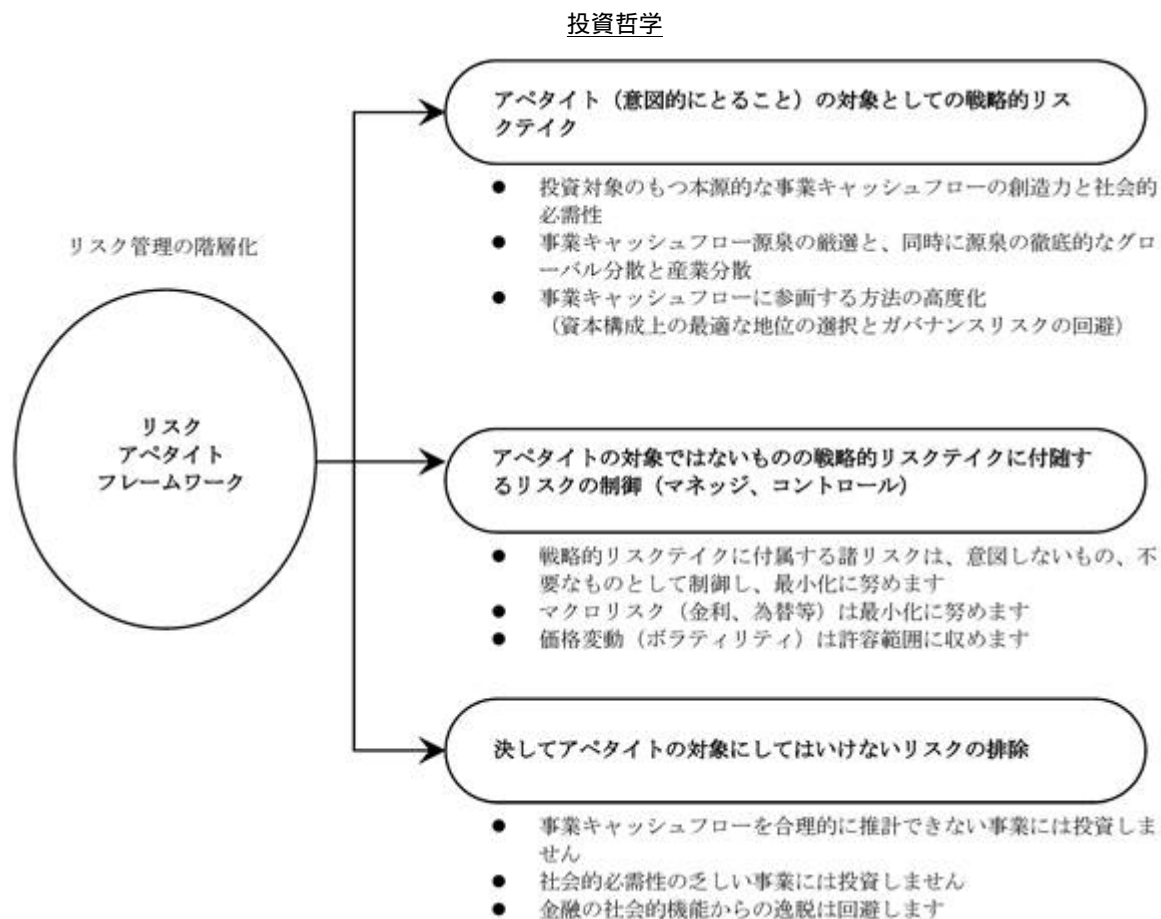 投資哲学
アペタイト（意図的にとること）の対象としての戦略的リス
クテイク
● 投資対象のもつ本源的な事業キャッシュフローの創造力と社会的
必需性
● 事業キャッシュフロー源泉の厳選と、同時に源泉の徹底的なグロ
ーバル分散と産業分散
● 事業キャッシュフローに参画する方法の高度化
（資本構成上の最適な地位の選択とガバナンスリスクの回避）
リスク管理の階層化
リスク
アペタイト
フレームワーク
アペタイトの対象ではないものの戦略的リスクテイクに付随す
るリスクの制御（マネッジ、コントロール）
● 戦略的リスクテイクに付属する諸リスクは、意図しないもの、不
要なものとして制御し、最小化に努めます
● マクロリスク（金利、為替等）は最小化に努めます
● 価格変動（ボラティリティ）は許容範囲に収めます
決してアペタイトの対象にしてはいけないリスクの排除
● 事業キャッシュフローを合理的に推計できない事業には投資しま
せん
● 社会的必需性の乏しい事業には投資しません
● 金融の社会的機能からの逸脱は回避します